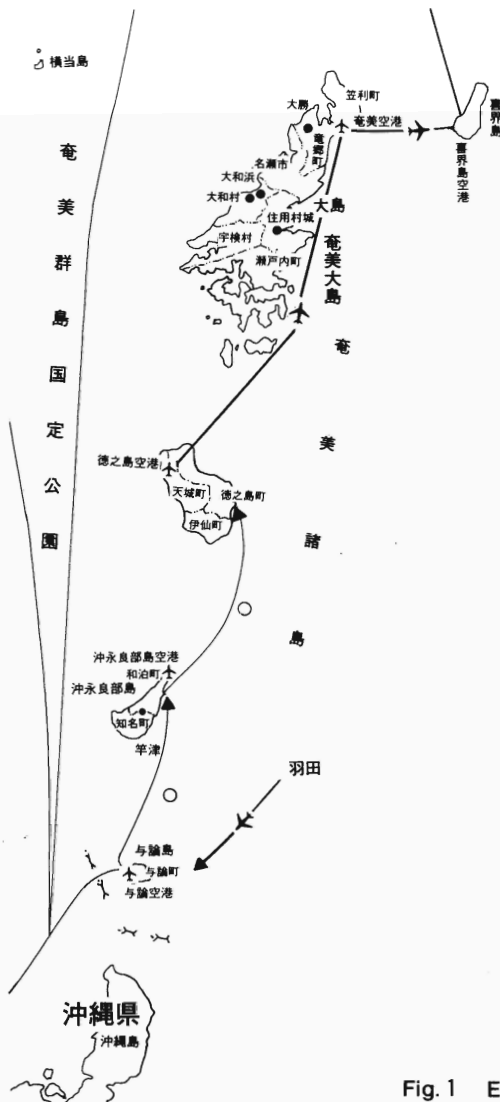 横当島
奄美群島国定公園
笠利町
大勝
奄美空港
喜界島
喜界島空港
竜郷町
名瀬市
大和浜
大和村
住用村城
大島
宇検村
瀬戸内町
奄美大島
奄美諸島
徳之島空港
天城町
徳之島町
伊仙町
沖永良部島空港
和泊町
沖永良部島
知名町
竿津
羽田
与論島
与論町
与論空港
沖縄県
沖縄島
Fig. 1 E